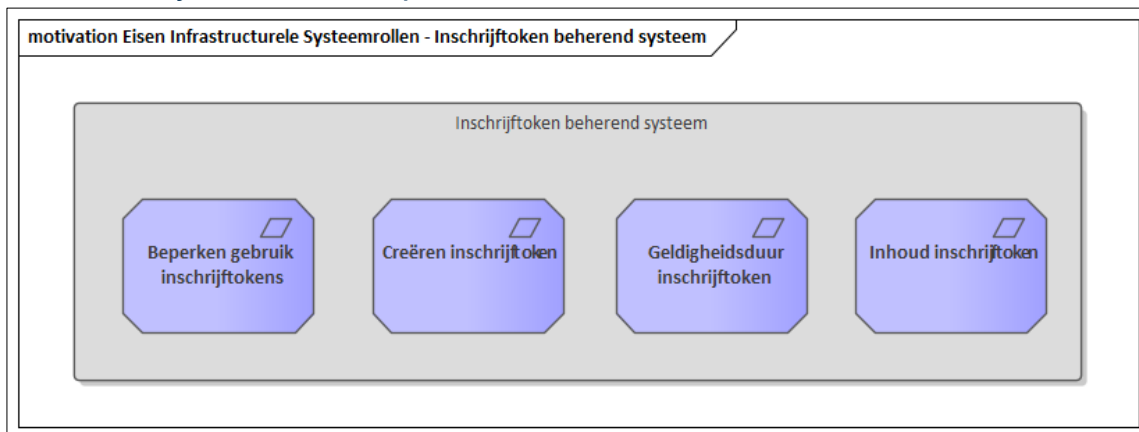 motivation Eisen Infrastructurele Systeemrollen - Inschrijftoken beherend systeem
Inschrijftoken beherend systeem
Beperken gebruik
inschrijftokens
Creëren inschrijftoken
Geldigheidsduur
inschrijftoken
Inhoud inschrijftoken